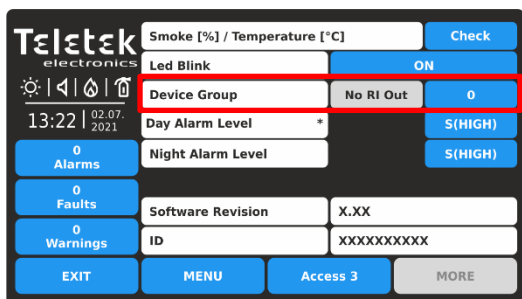 Teletek
electronics
Smoke [%] / Temperature [°C] Check
Led Blink ON
Device Group No RI Out 0
13:22 02.07.
2021
Day Alarm Level * S(HIGH)
Night Alarm Level S(HIGH)
0
Alarms
0
Faults
Software Revision X.XX
0
Warnings
ID XXXXXXXXXX
EXIT MENU Access 3 MORE